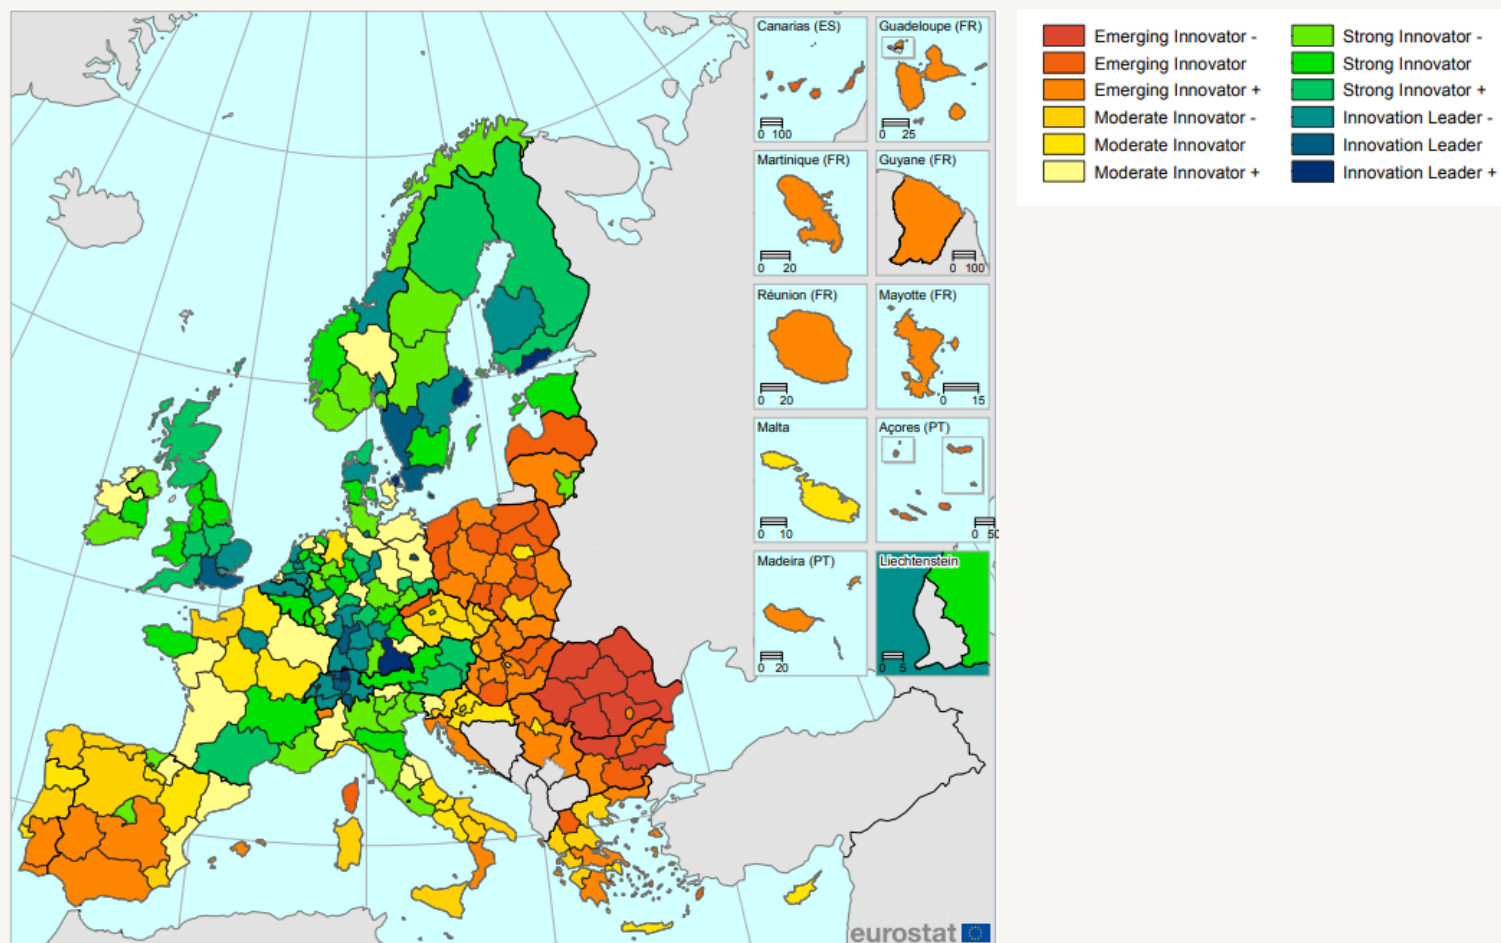 Canarias (ES)
0 100
Guadeloupe (FR)
0 25
Martinique (FR)
0 20
Guyane (FR)
0 100
Réunion (FR)
0 20
Mayotte (FR)
0 15
Malta
0 10
Açores (PT)
0 50
Madeira (PT)
0 20
Liechtenstein
0 5
eurostat
Emerging Innovator -
Emerging Innovator
Emerging Innovator +
Moderate Innovator -
Moderate Innovator
Moderate Innovator +
Strong Innovator -
Strong Innovator
Strong Innovator +
Innovation Leader -
Innovation Leader
Innovation Leader +